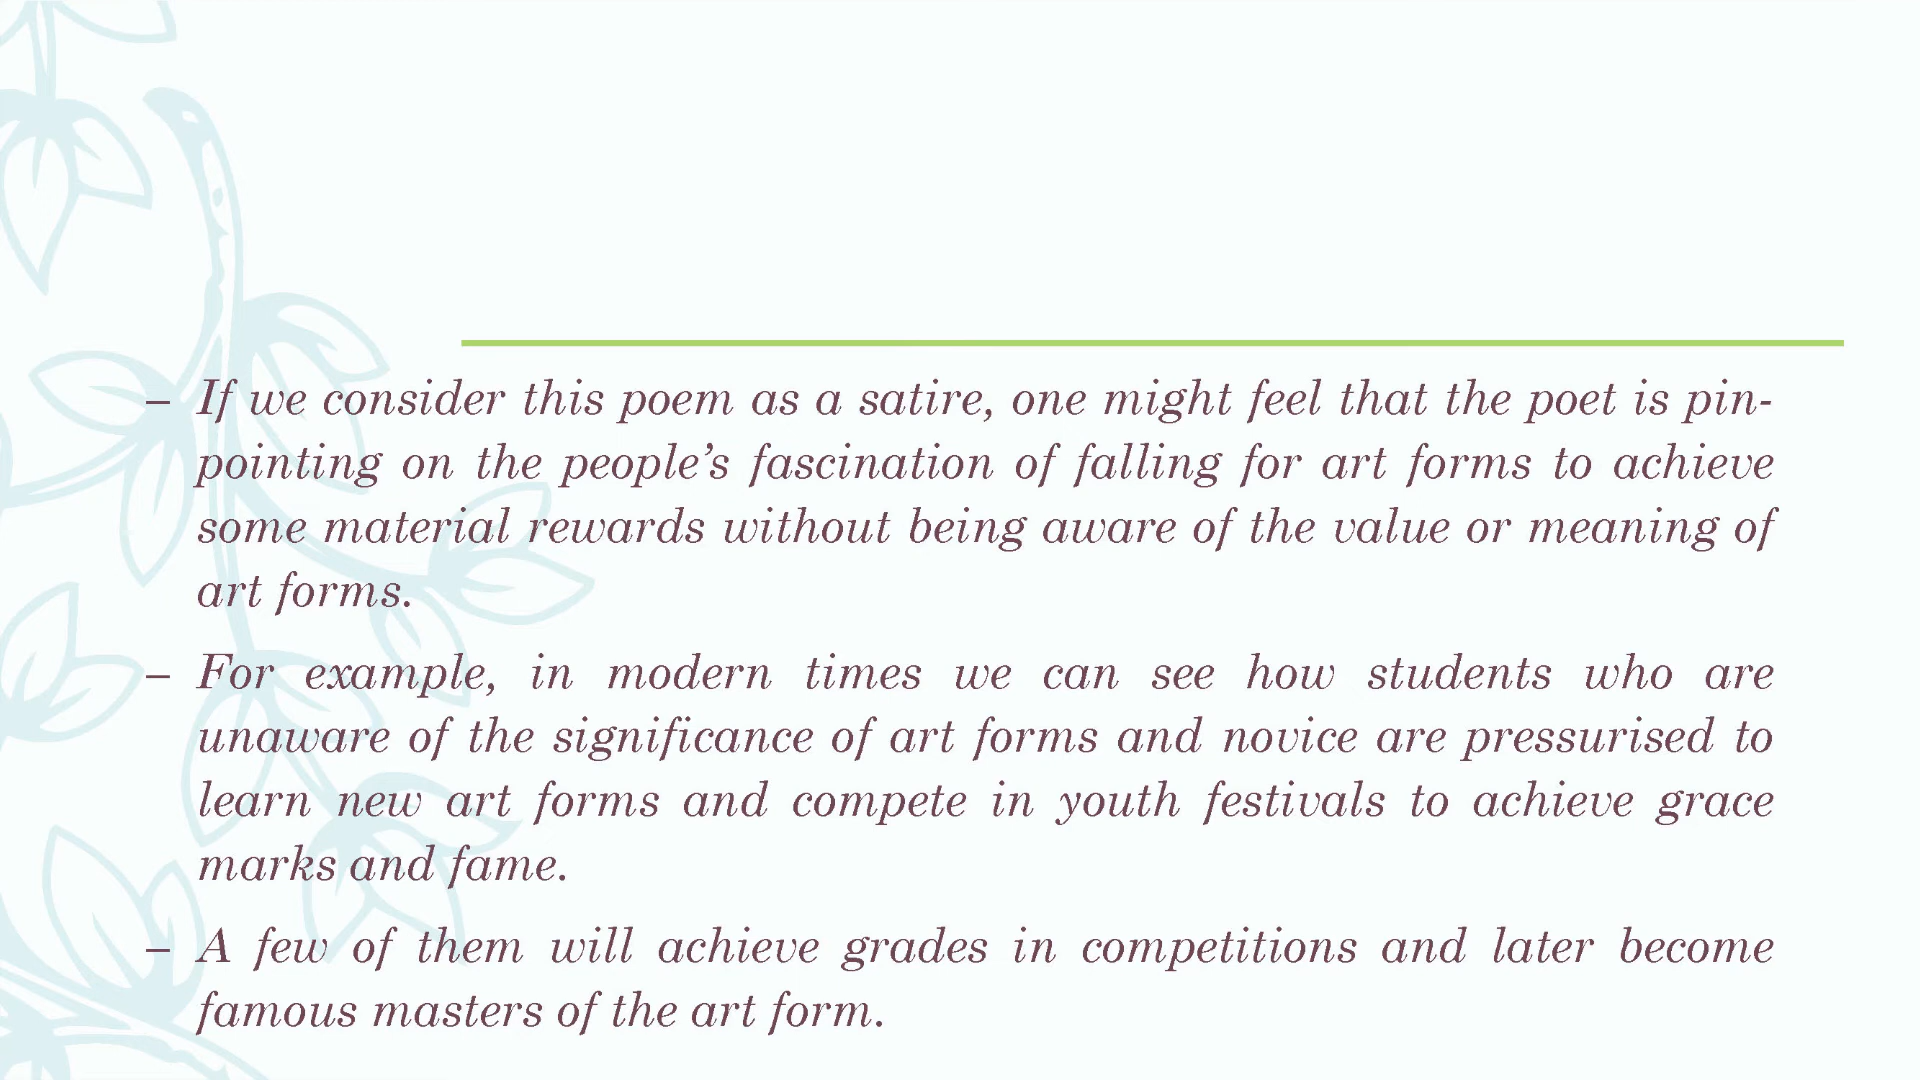 – If we consider this poem as a satire, one might feel that the poet is pin-
pointing on the people’s fascination of falling for art forms to achieve
some material rewards without being aware of the value or meaning of
art forms.
– For example, in modern times we can see how students who are
unaware of the significance of art forms and novice are pressurised to
learn new art forms and compete in youth festivals to achieve grace
marks and fame.
– A few of them will achieve grades in competitions and later become
famous masters of the art form.